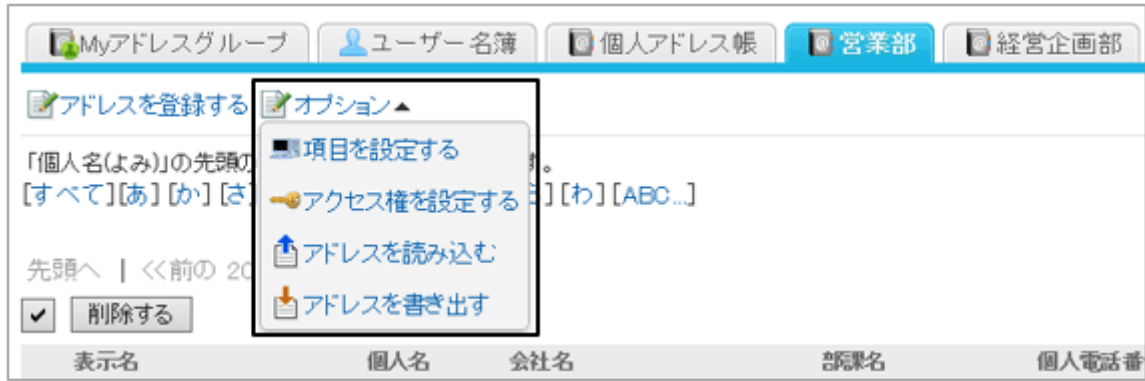 Myアドレスグループ ユーザー名簿 個人アドレス帳 営業部 経営企画部
アドレスを登録する オプション▲
項目を設定する
「個人名(よみ)」の先頭の す。
[すべて][あ] [か] [さ] ] [わ] [ABC...]
アクセス権を設定する
アドレスを読み込む
先頭へ | <<前の 20
アドレスを書き出す
削除する
表示名 個人名 会社名 部課名 個人電話番